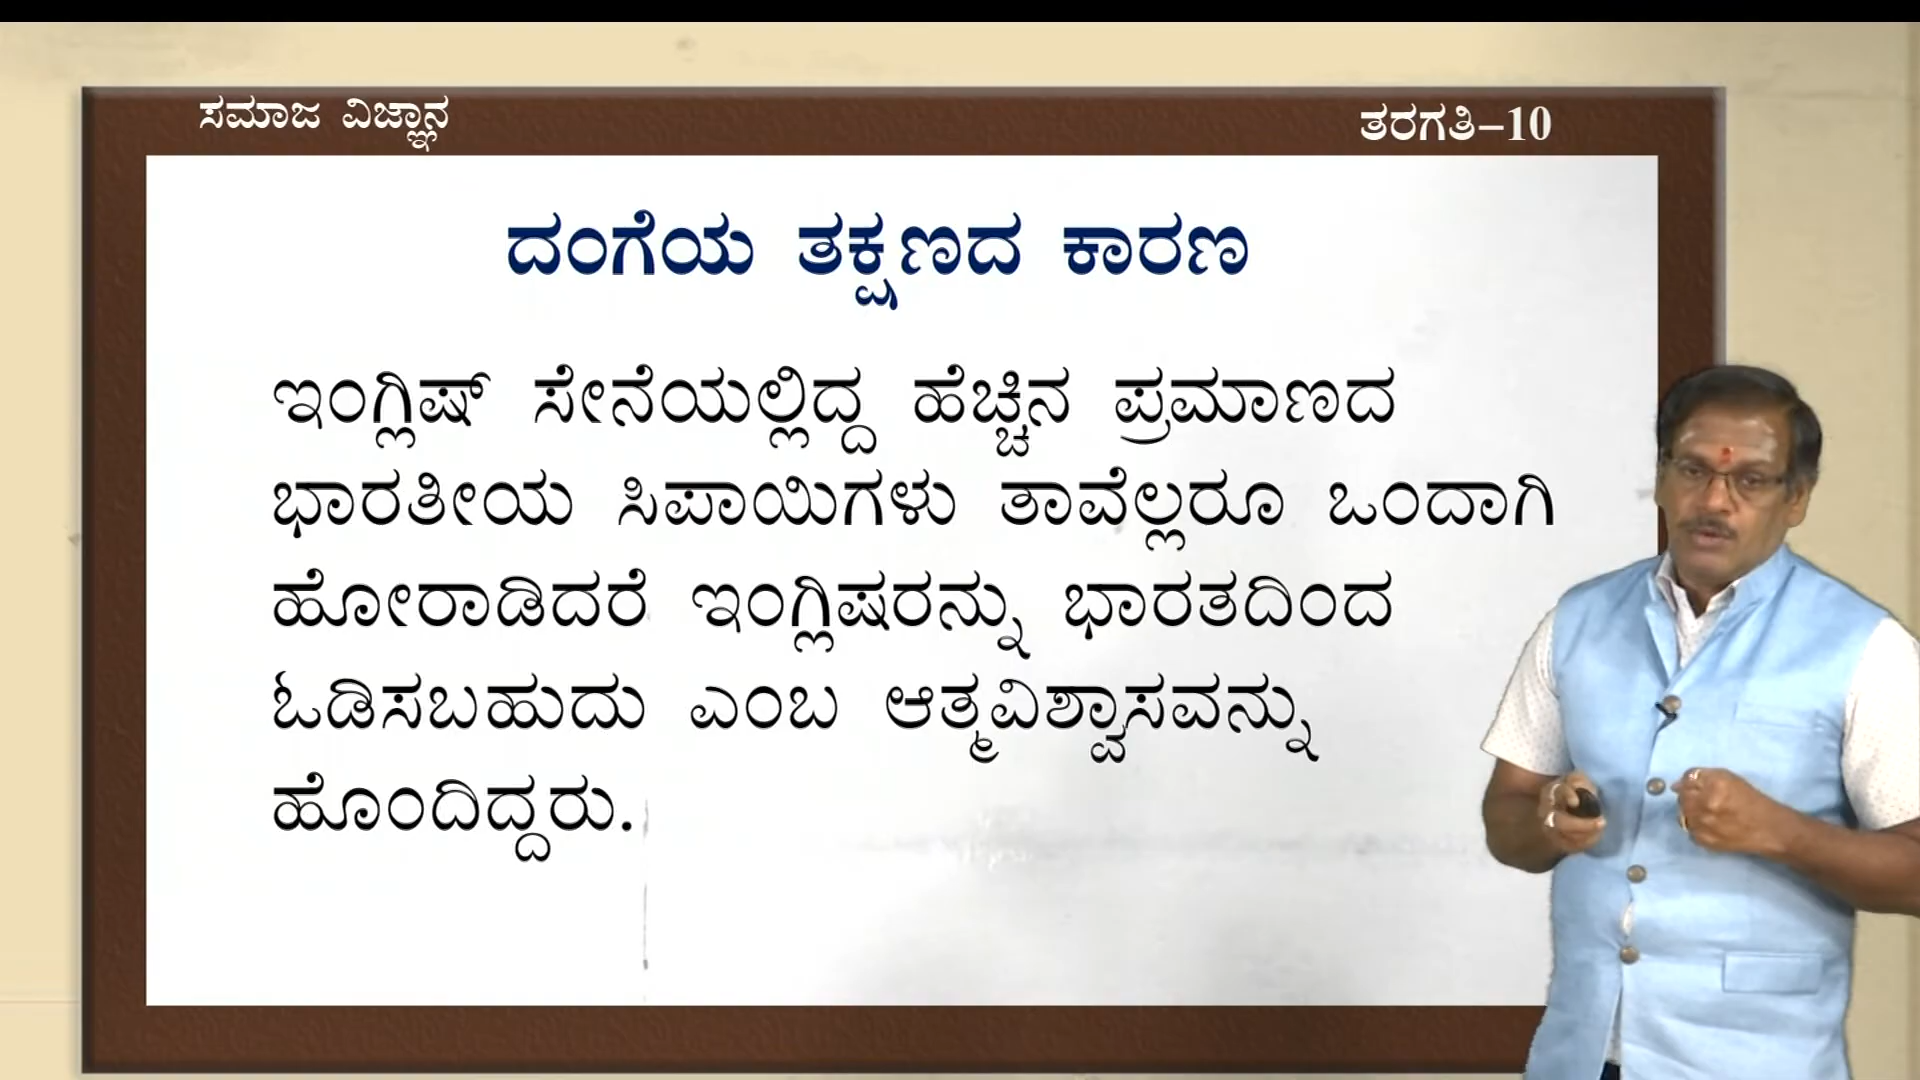 ಸಮಾಜ ವಿಜ್ಞಾನ
ತರಗತಿ-10
ದಂಗೆಯ ತಕ್ಷಣದ ಕಾರಣ
ಇಂಗ್ಲಿಷ್ ಸೇನೆಯಲ್ಲಿದ್ದ ಹೆಚ್ಚಿನ ಪ್ರಮಾಣದ
ಭಾರತೀಯ ಸಿಪಾಯಿಗಳು ತಾವೆಲ್ಲರೂ ಒಂದಾಗಿ
ಹೋರಾಡಿದರೆ ಇಂಗ್ಲಿಷರನ್ನು ಭಾರತದಿಂದ
ಓಡಿಸಬಹುದು ಎಂಬ ಆತ್ಮವಿಶ್ವಾಸವನ್ನು
ಹೊಂದಿದ್ದರು.